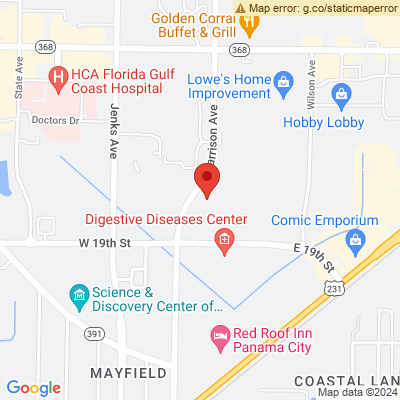 Map error: g.co/staticmaperror
Golden Corral
Buffet & Grill
368
368
HCA Florida Gulf
Coast Hospital
State Ave
Lowe's Home
Improvement
Wilson Ave
Doctors Dr
Jenks Ave
Harrison Ave
Hobby Lobby
Digestive Diseases Center
Comic Emporium
W 19th St
E 19th St
Science &
Discovery Center of...
231
391
Red Roof Inn
Panama City
MAYFIELD
COASTAL LAN
Google
Map data ©2024